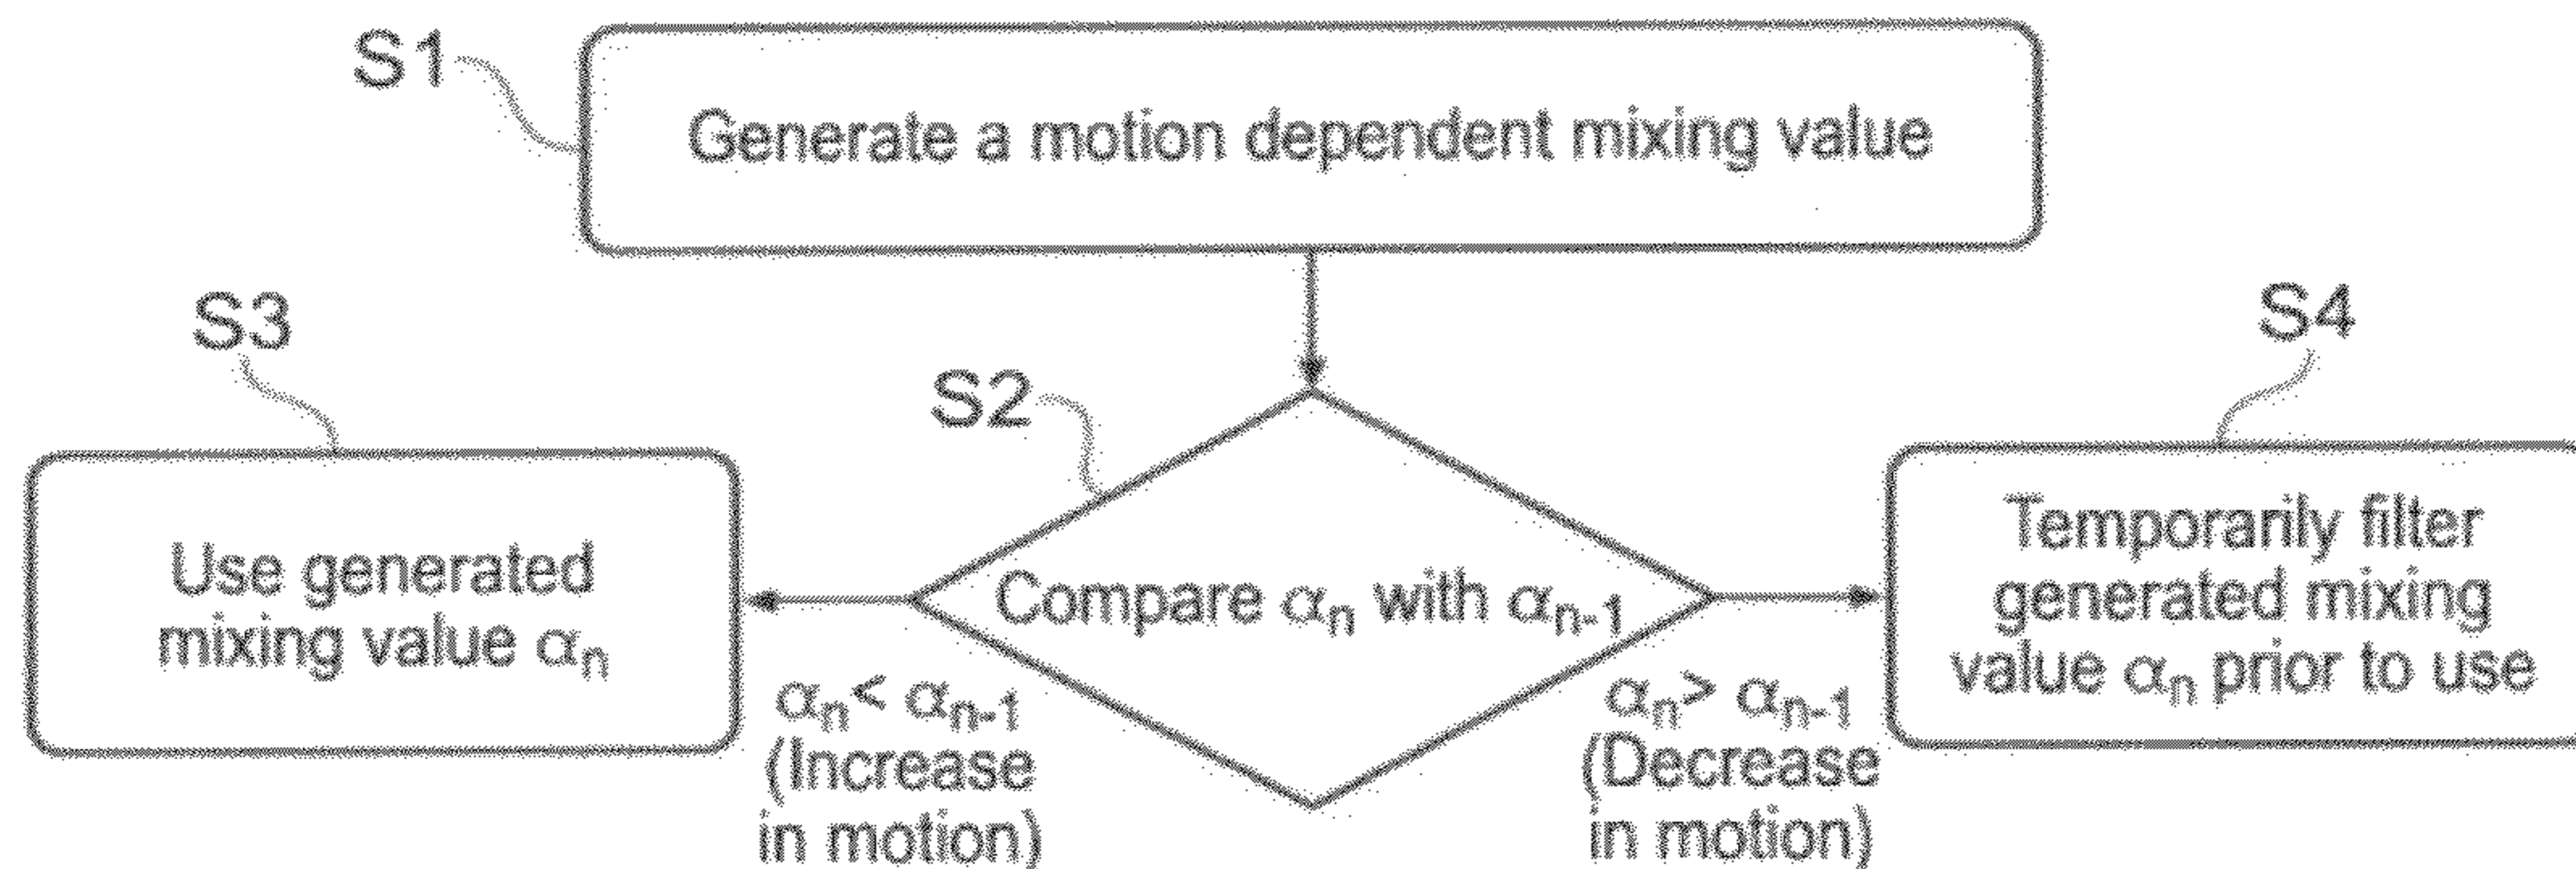 S1
Generate a motion dependent mixing value
S3
S2
S4
Use generated
mixing value αn
Compare αn with αn-1
Temporarily filter
generated mixing
value αn prior to use
αn< αn-1
(Increase
in motion)
αn> αn-1
(Decrease
in motion)